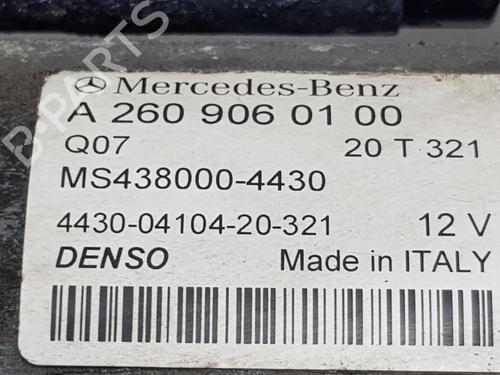 B-PARTS
Mercedes-Benz
A 260 906 01 00
Q07 20 T 321
MS438000-4430
4430-04104-20-321 12 V
DENSO Made in ITALY